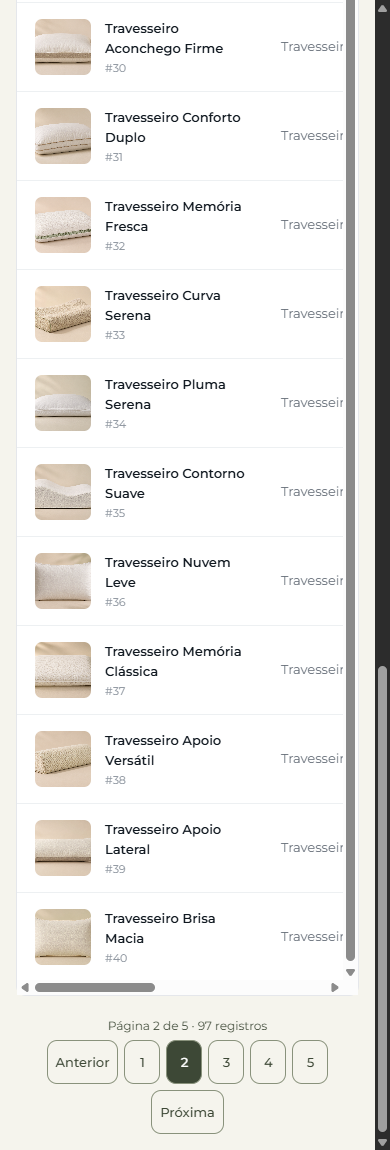 Travesseiro
Aconchego Firme
#30
Travesseir
Travesseiro Conforto
Duplo
#31
Travesseir
Travesseiro Memória
Fresca
#32
Travesseir
Travesseiro Curva
Serena
#33
Travesseir
Travesseiro Pluma
Serena
#34
Travesseir
Travesseiro Contorno
Suave
#35
Travesseir
Travesseiro Nuvem
Leve
#36
Travesseir
Travesseiro Memória
Clássica
#37
Travesseir
Travesseiro Apoio
Versátil
#38
Travesseir
Travesseiro Apoio
Lateral
#39
Travesseir
Travesseiro Brisa
Macia
#40
Travesseir
Página 2 de 5 · 97 registros
Anterior 1 2 3 4 5
Próxima